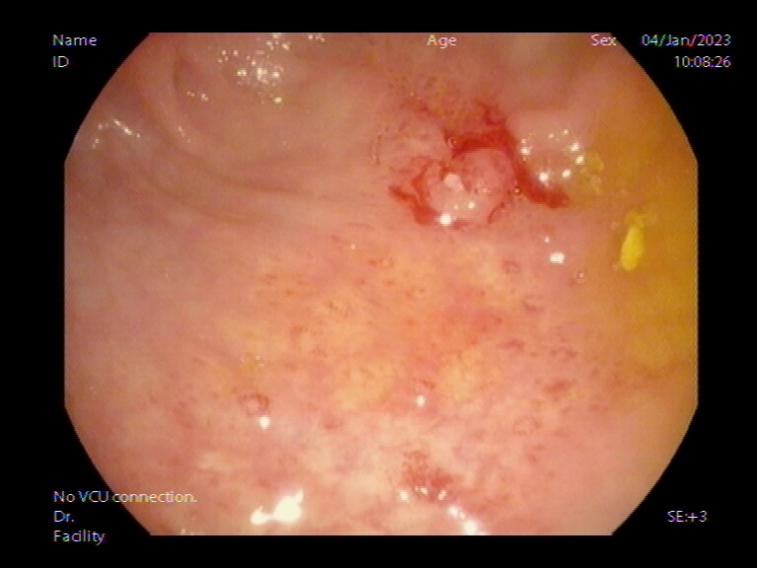 Name Age Sex 04/Jan/2023
ID 10:08:26
No VCU connection.
Dr. SE:+3
Facility